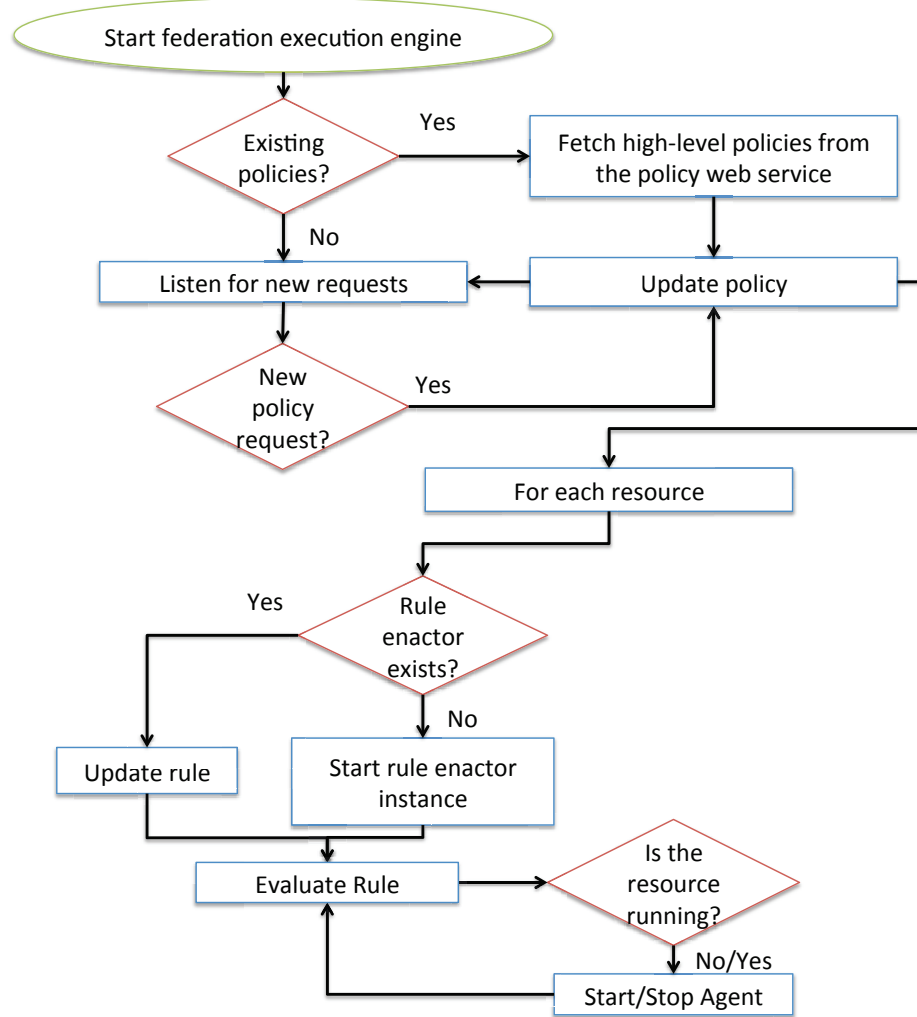 Start federation execution engine
Yes
Existing
policies?
Fetch high-level policies from
the policy web service
No
Listen for new requests
Update policy
New
policy
request?
Yes
For each resource
Yes
Rule
enactor
exists?
No
Update rule
Start rule enactor
instance
Is the
resource
running?
Evaluate Rule
No/Yes
Start/Stop Agent